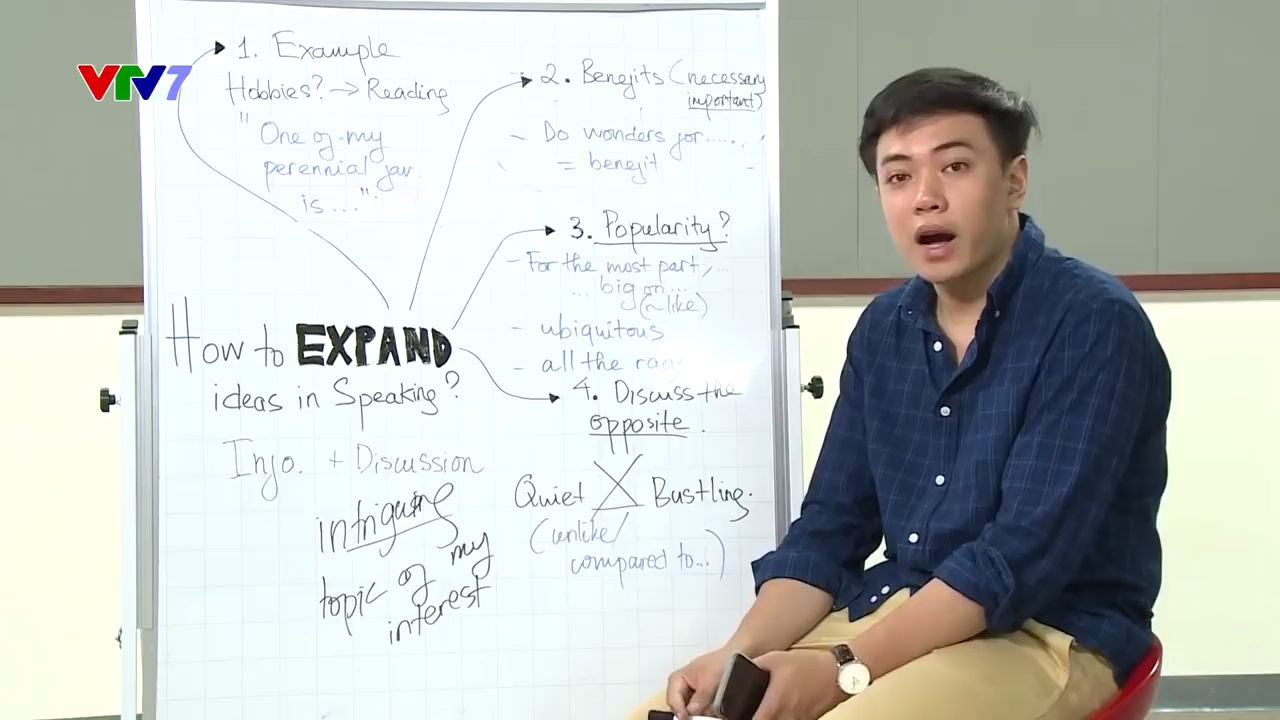 VTV7
1. Example
Hobbies? → Reading
"One of my
perennial fav.
is ..."
2. Benefits (necessary
important)
- Do wonders for......
= benefit
-
3. Popularity?
- For the most part, ...
... big on ...
(~like)
- ubiquitous
- all the rage
4. Discuss the
opposite.
Quiet Bustling.
(unlike/
compared to...)
How to EXPAND
ideas in Speaking?
Info. + Discussion
intriguing
topic of my
interest